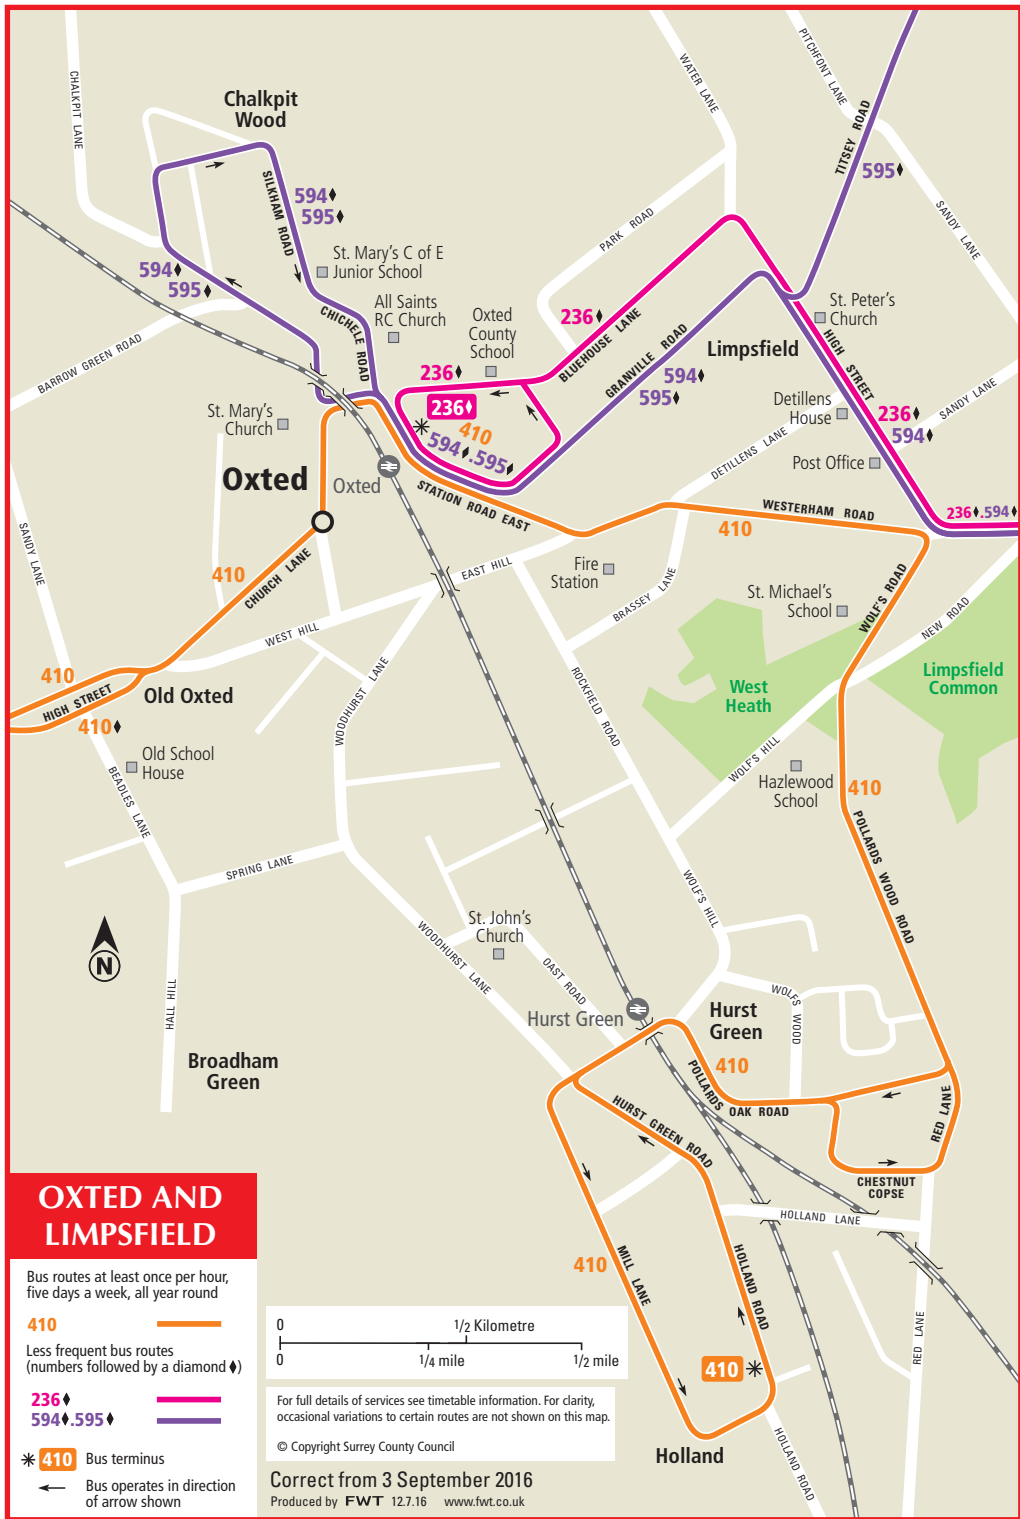 CHALKPIT LANE
Chalkpit
Wood
WATER LANE
PITCHFONT LANE
TITSEY ROAD
595♦
SANDY LANE
SILKHAM ROAD
594♦
595♦
PARK ROAD
St. Mary's C of E
Junior School
594♦
595♦
All Saints
RC Church
CHICHELE ROAD
Oxted
County
School
236♦
BLUEHOUSE LANE
GRANVILLE ROAD
St. Peter's
Church
HIGH STREET
Limpsfield
BARROW GREEN ROAD
236♦
236♦
594♦
595♦
SANDY LANE
St. Mary's
Church
410
594♦.595♦
Detillens
House
236♦
594♦
DETILLENS LANE
Post Office
Oxted
Oxted
STATION ROAD EAST
WESTERHAM ROAD
236♦.594♦
410
SANDY LANE
410
CHURCH LANE
EAST HILL
Fire
Station
BRASSEY LANE
St. Michael's
School
WOLF'S ROAD
NEW ROAD
WEST HILL
410
HIGH STREET
410♦
Old Oxted
WOODHURST LANE
ROCKFIELD ROAD
West
Heath
Limpsfield
Common
Old School
House
BEADLES LANE
WOLF'S HILL
Hazlewood
School
410
POLLARDS WOOD ROAD
SPRING LANE
WOLF'S HILL
St. John's
Church
WOODHURST LANE
OAST ROAD
N
HALL HILL
WOLFS WOOD
Hurst Green
Hurst
Green
Broadham
Green
410
POLLARDS
OAK ROAD
RED LANE
HURST GREEN ROAD
CHESTNUT
COPSE
HOLLAND LANE
410
MILL LANE
HOLLAND ROAD
RED LANE
410
Holland
HOLLAND ROAD
OXTED AND
LIMPSFIELD
Bus routes at least once per hour,
five days a week, all year round
410
Less frequent bus routes
(numbers followed by a diamond ♦)
236♦
594♦.595♦
410 Bus terminus
Bus operates in direction
of arrow shown
0 1/2 Kilometre
0 1/4 mile 1/2 mile
For full details of services see timetable information. For clarity,
occasional variations to certain routes are not shown on this map.
© Copyright Surrey County Council
Correct from 3 September 2016
Produced by FWT 12.7.16 www.fwt.co.uk